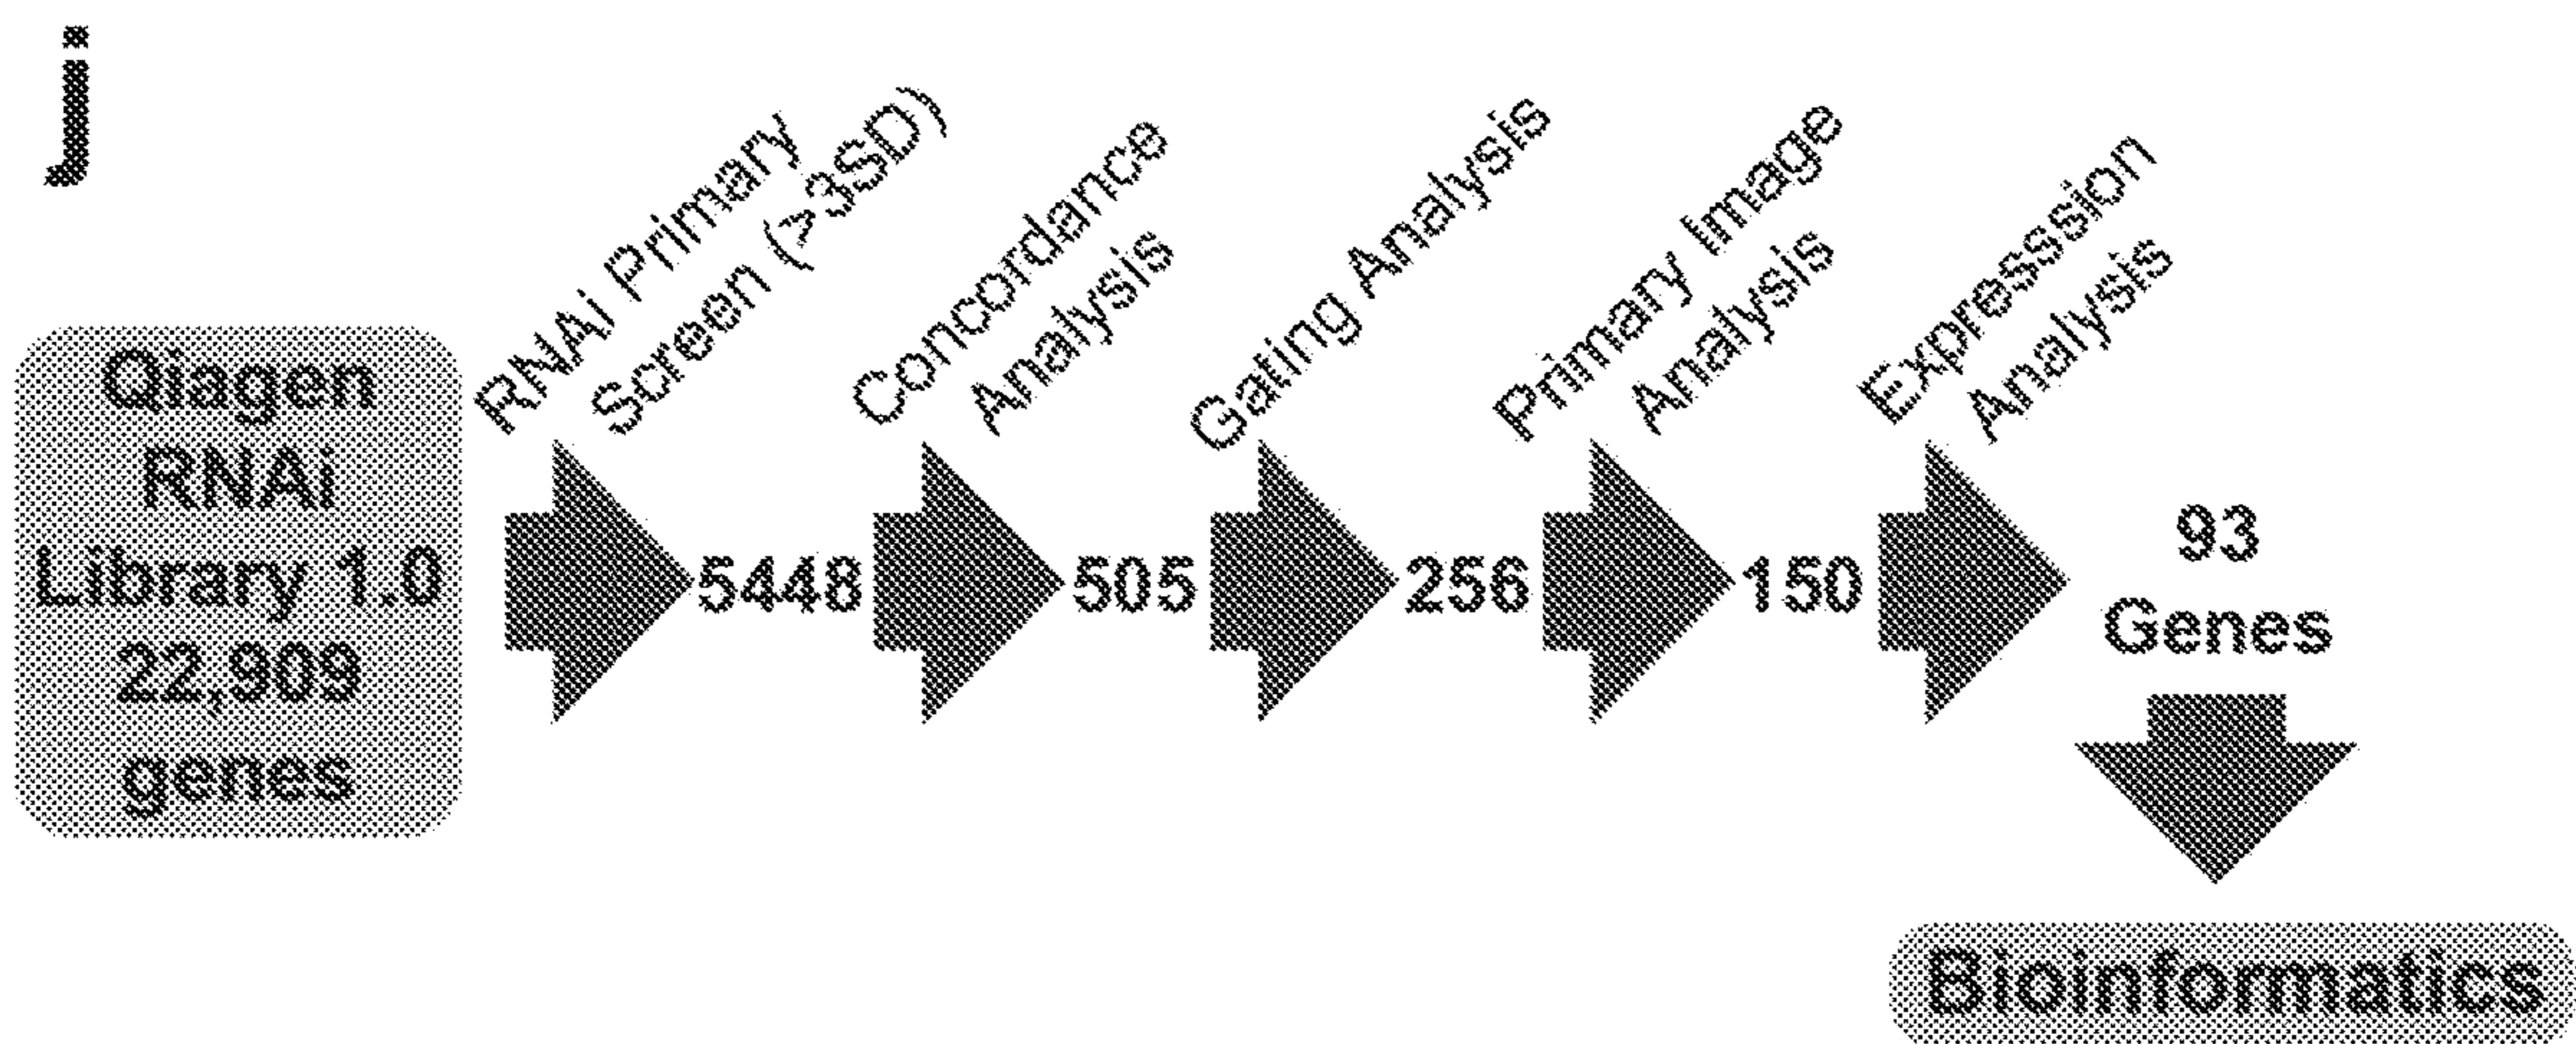 j
Qiagen
RNAi
Library 1.0
22,909
genes
RNAi Primary
Screen (>3SD)
5448
Concordance
Analysis
505
Gating Analysis
256
Primary Image
Analysis
150
Expresssion
Analysis
93
Genes
Bioinformatics